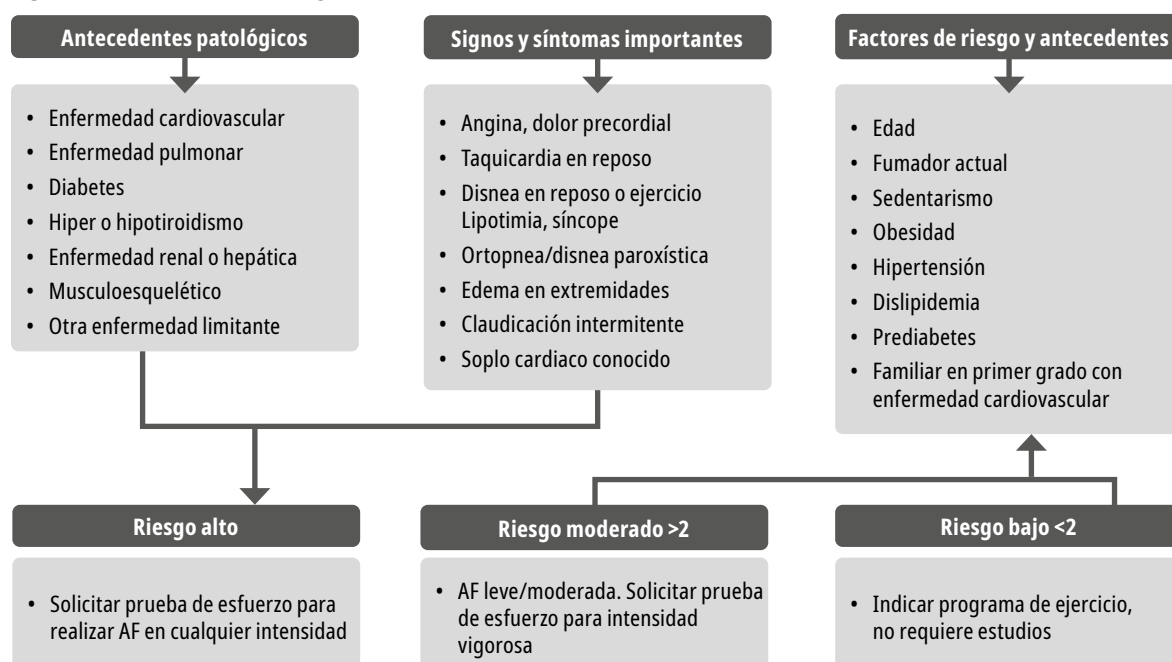 Antecedentes patológicos
• Enfermedad cardiovascular
• Enfermedad pulmonar
• Diabetes
• Hiper o hipotiroidismo
• Enfermedad renal o hepática
• Musculoesquelético
• Otra enfermedad limitante
Signos y síntomas importantes
• Angina, dolor precordial
• Taquicardia en reposo
• Disnea en reposo o ejercicio
Lipotimia, síncope
• Ortopnea/disnea paroxística
• Edema en extremidades
• Claudicación intermitente
• Soplo cardiaco conocido
Factores de riesgo y antecedentes
• Edad
• Fumador actual
• Sedentarismo
• Obesidad
• Hipertensión
• Dislipidemia
• Prediabetes
• Familiar en primer grado con
enfermedad cardiovascular
Riesgo alto
• Solicitar prueba de esfuerzo para
realizar AF en cualquier intensidad
Riesgo moderado >2
• AF leve/moderada. Solicitar prueba
de esfuerzo para intensidad
vigorosa
Riesgo bajo <2
• Indicar programa de ejercicio,
no requiere estudios